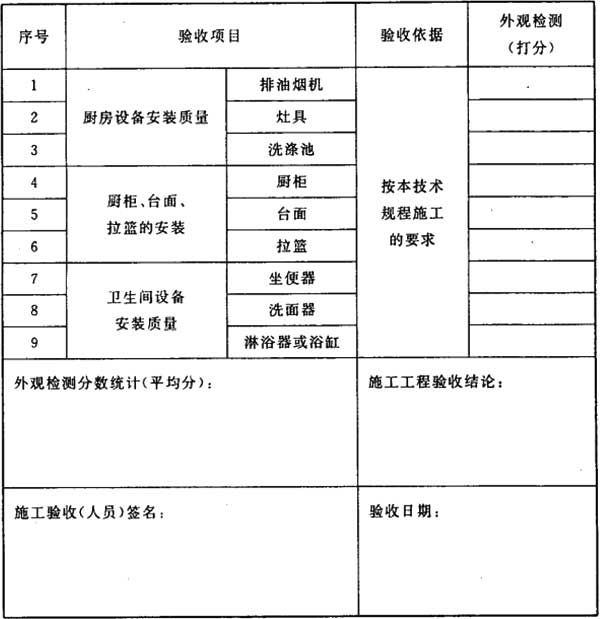 序号 验收项目 验收依据 外观检测
(打分)
1 厨房设备安装质量 排油烟机
2 灶具
3 洗涤池
4 厨柜、台面、
拉篮的安装 厨柜
5 台面
6 拉篮
按本技术
规程施工
的要求
7 卫生间设备
安装质量 坐便器
8 洗面器
9 淋浴器或浴缸
外观检测分数统计(平均分):
施工工程验收结论:
施工验收(人员)签名:
验收日期: